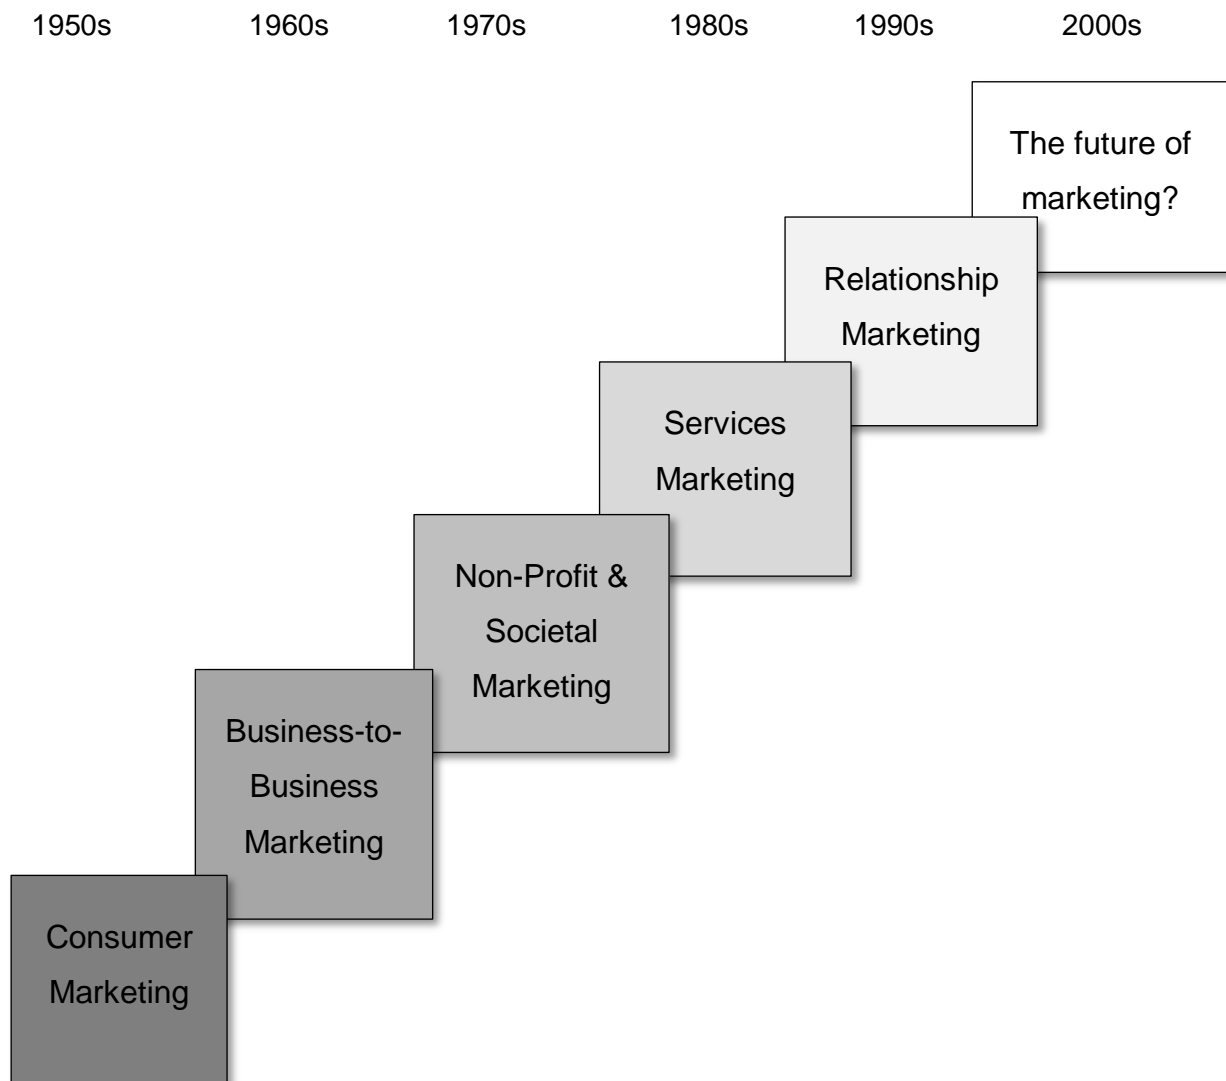 1950s 1960s 1970s 1980s 1990s 2000s
The future of
marketing?
Relationship
Marketing
Services
Marketing
Non-Profit &
Societal
Marketing
Business-to-
Business
Marketing
Consumer
Marketing